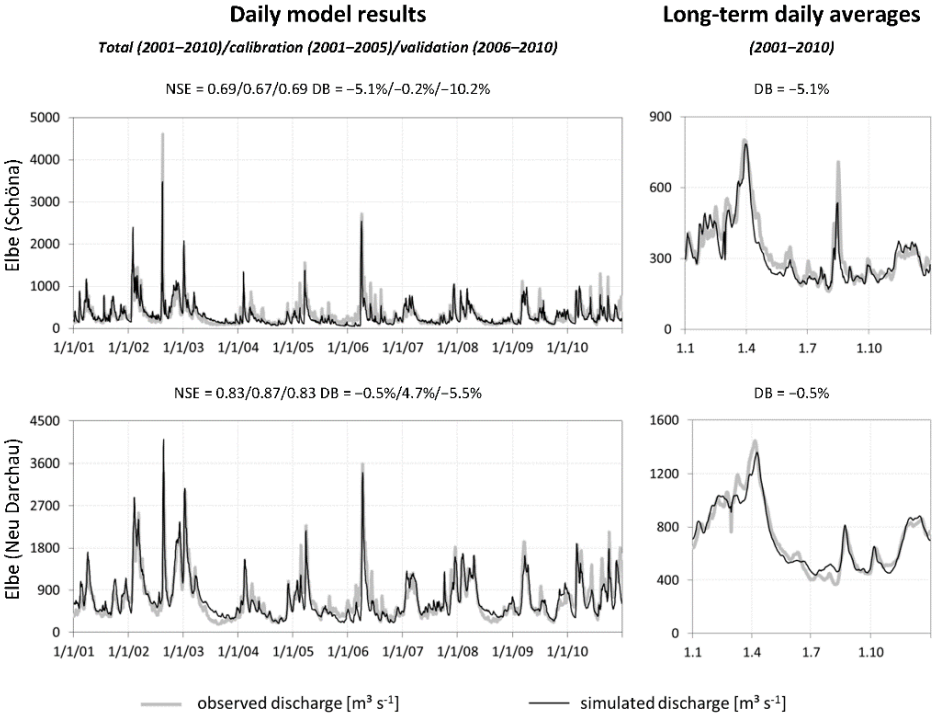 Daily model results
Long-term daily averages
Total (2001–2010)/calibration (2001–2005)/validation (2006–2010)
(2001–2010)
NSE = 0.69/0.67/0.69 DB = −5.1%/−0.2%/−10.2%
DB = −5.1%
Elbe (Schöna)
5000
4000
3000
2000
1000
0
1/1/01 1/1/02 1/1/03 1/1/04 1/1/05 1/1/06 1/1/07 1/1/08 1/1/09 1/1/10
900
600
300
0
1.1 1.4 1.7 1.10
NSE = 0.83/0.87/0.83 DB = −0.5%/4.7%/−5.5%
DB = −0.5%
Elbe (Neu Darchau)
4500
3600
2700
1800
900
0
1/1/01 1/1/02 1/1/03 1/1/04 1/1/05 1/1/06 1/1/07 1/1/08 1/1/09 1/1/10
1600
1200
800
400
0
1.1 1.4 1.7 1.10
observed discharge [m³ s⁻¹]
simulated discharge [m³ s⁻¹]